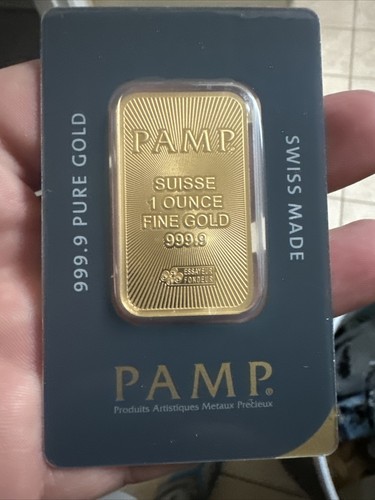 999.9 PURE GOLD
PAMP.
SUISSE
1 OUNCE
FINE GOLD
999.9
ESSAYEUR
FONDEUR
SWISS MADE
PAMP.
Produits Artistiques Métaux Précieux